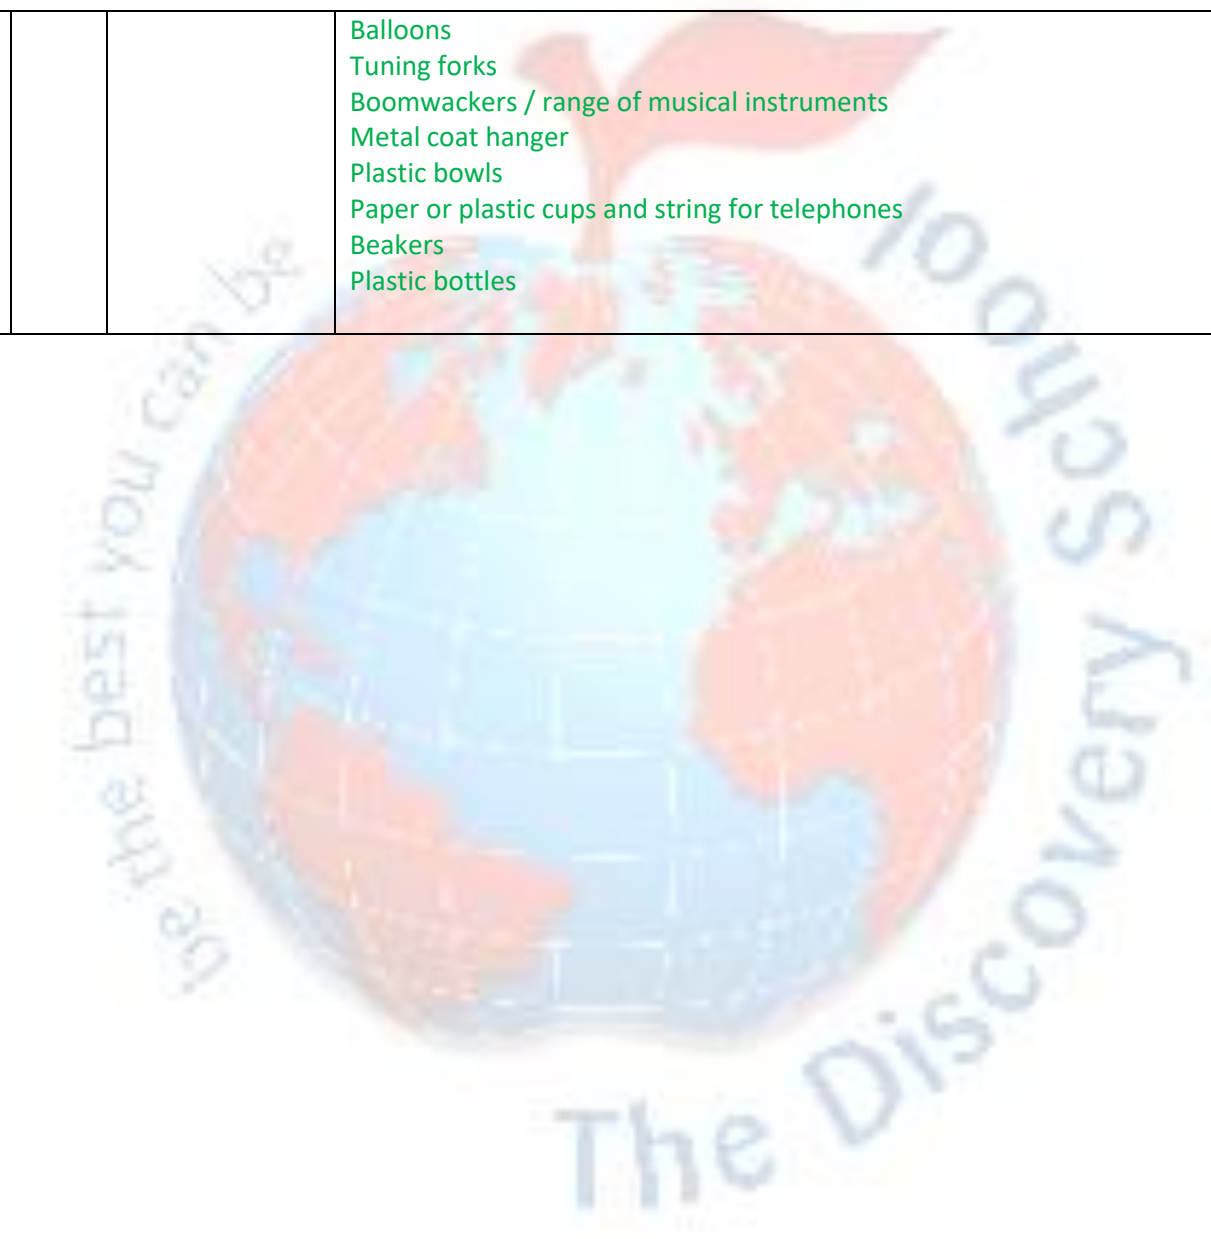 Balloons
Tuning forks
Boomwackers / range of musical instruments
Metal coat hanger
Plastic bowls
Paper or plastic cups and string for telephones
Beakers
Plastic bottles
be the best you can be
The Discovery School